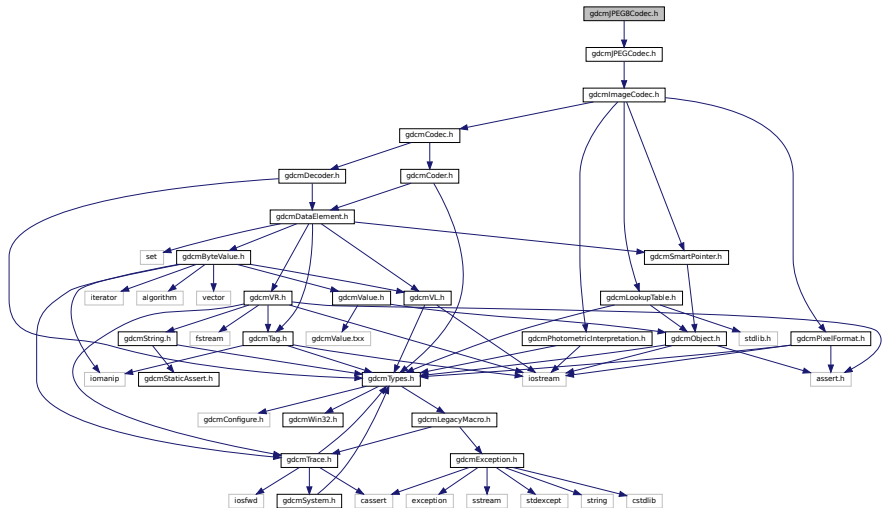 gdcmJPEG8Codec.h
gdcmJPEGCodec.h
gdcmImageCodec.h
gdcmCodec.h
gdcmDecoder.h
gdcmCoder.h
gdcmDataElement.h
set
gdcmByteValue.h
gdcmSmartPointer.h
iterator
algorithm
vector
gdcmVR.h
gdcmValue.h
gdcmVL.h
gdcmLookupTable.h
gdcmString.h
fstream
gdcmTag.h
gdcmValue.txx
gdcmPhotometricInterpretation.h
gdcmObject.h
stdlib.h
gdcmPixelFormat.h
iomanip
gdcmStaticAssert.h
gdcmTypes.h
iostream
assert.h
gdcmConfigure.h
gdcmWin32.h
gdcmLegacyMacro.h
gdcmTrace.h
gdcmException.h
iosfwd
gdcmSystem.h
cassert
exception
sstream
stdexcept
string
cstdlib